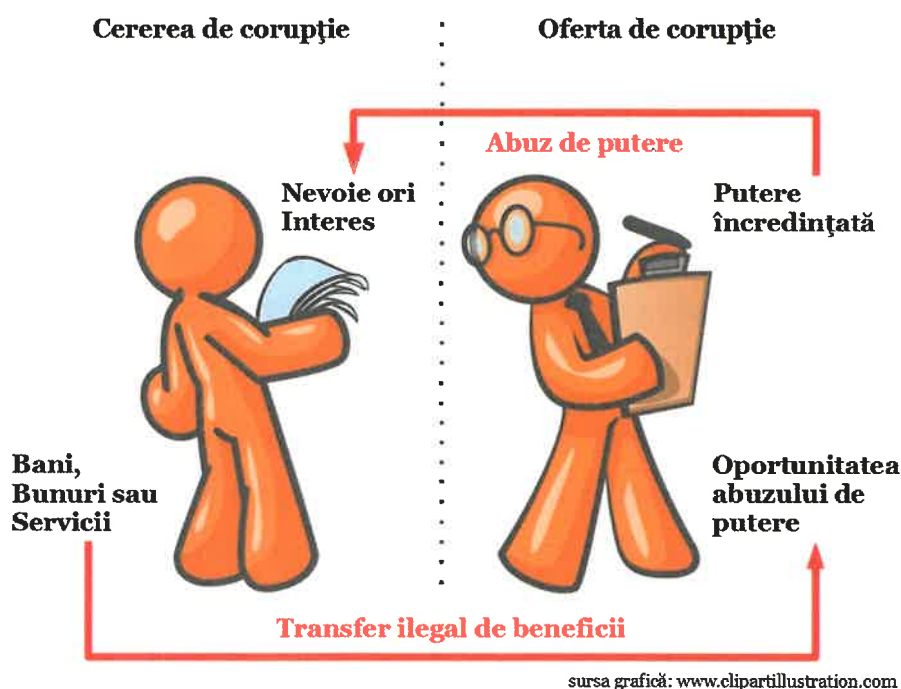 Cererea de corupţie
Oferta de corupţie
Abuz de putere
Nevoie ori
Interes
Putere
încredinţată
Bani,
Bunuri sau
Servicii
Oportunitatea
abuzului de
putere
Transfer ilegal de beneficii
sursa grafică: www.clipartillustration.com